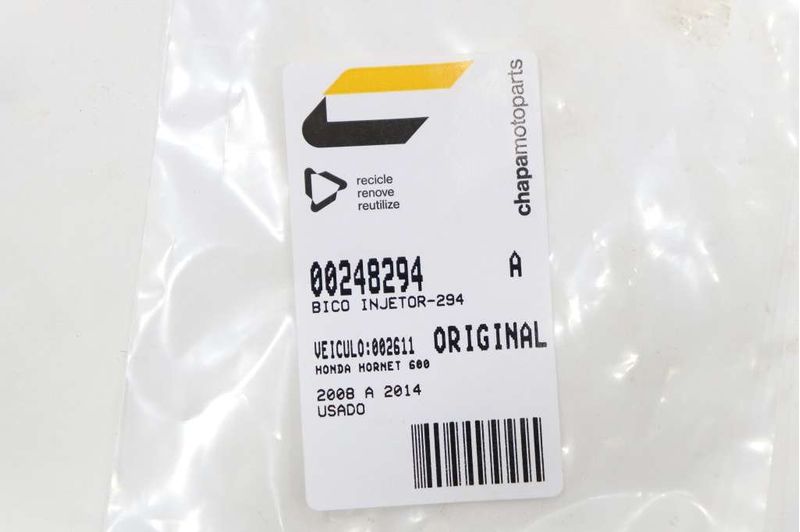 chapamotoparts
recicle
renove
reutilize
00248294 A
BICO INJETOR-294
VEICULO:002611 ORIGINAL
HONDA HORNET 600
2008 A 2014
USADO